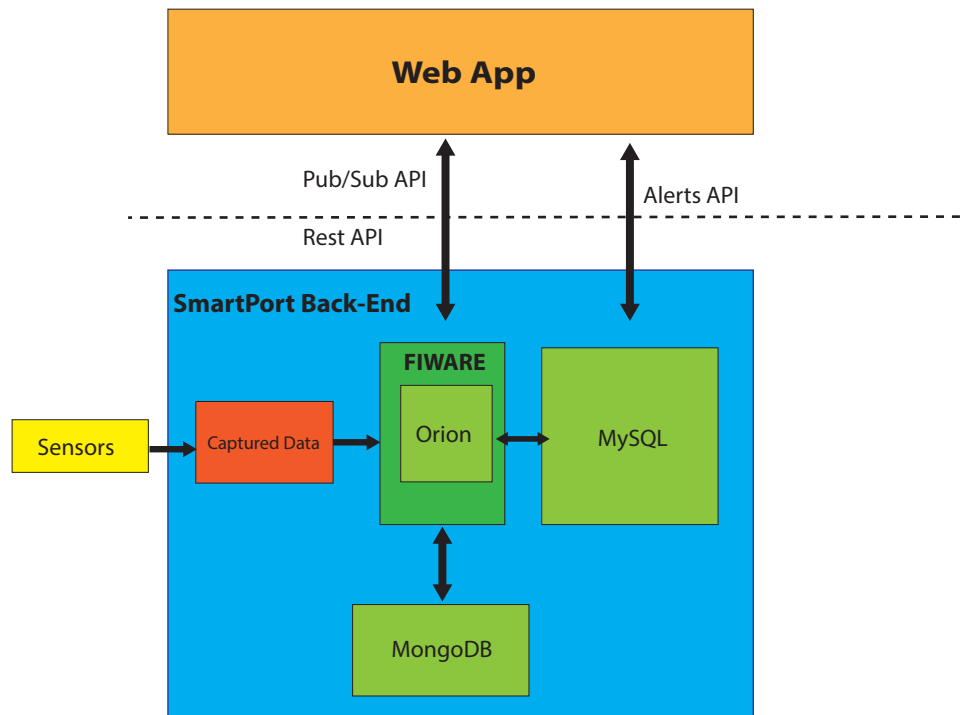 Web App
Pub/Sub API
Alerts API
Rest API
SmartPort Back-End
FIWARE
Sensors
Captured Data
Orion
MySQL
MongoDB